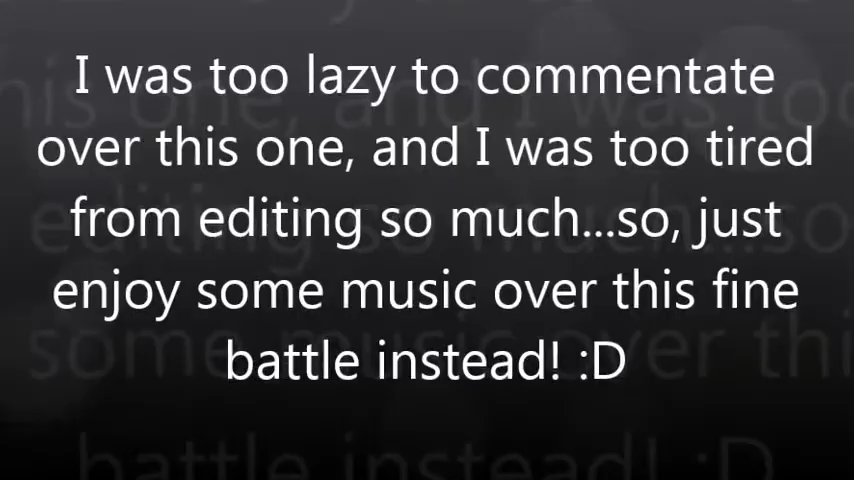 I was too lazy to commentate
over this one, and I was too tired
from editing so much...so, just
enjoy some music over this fine
battle instead! :D